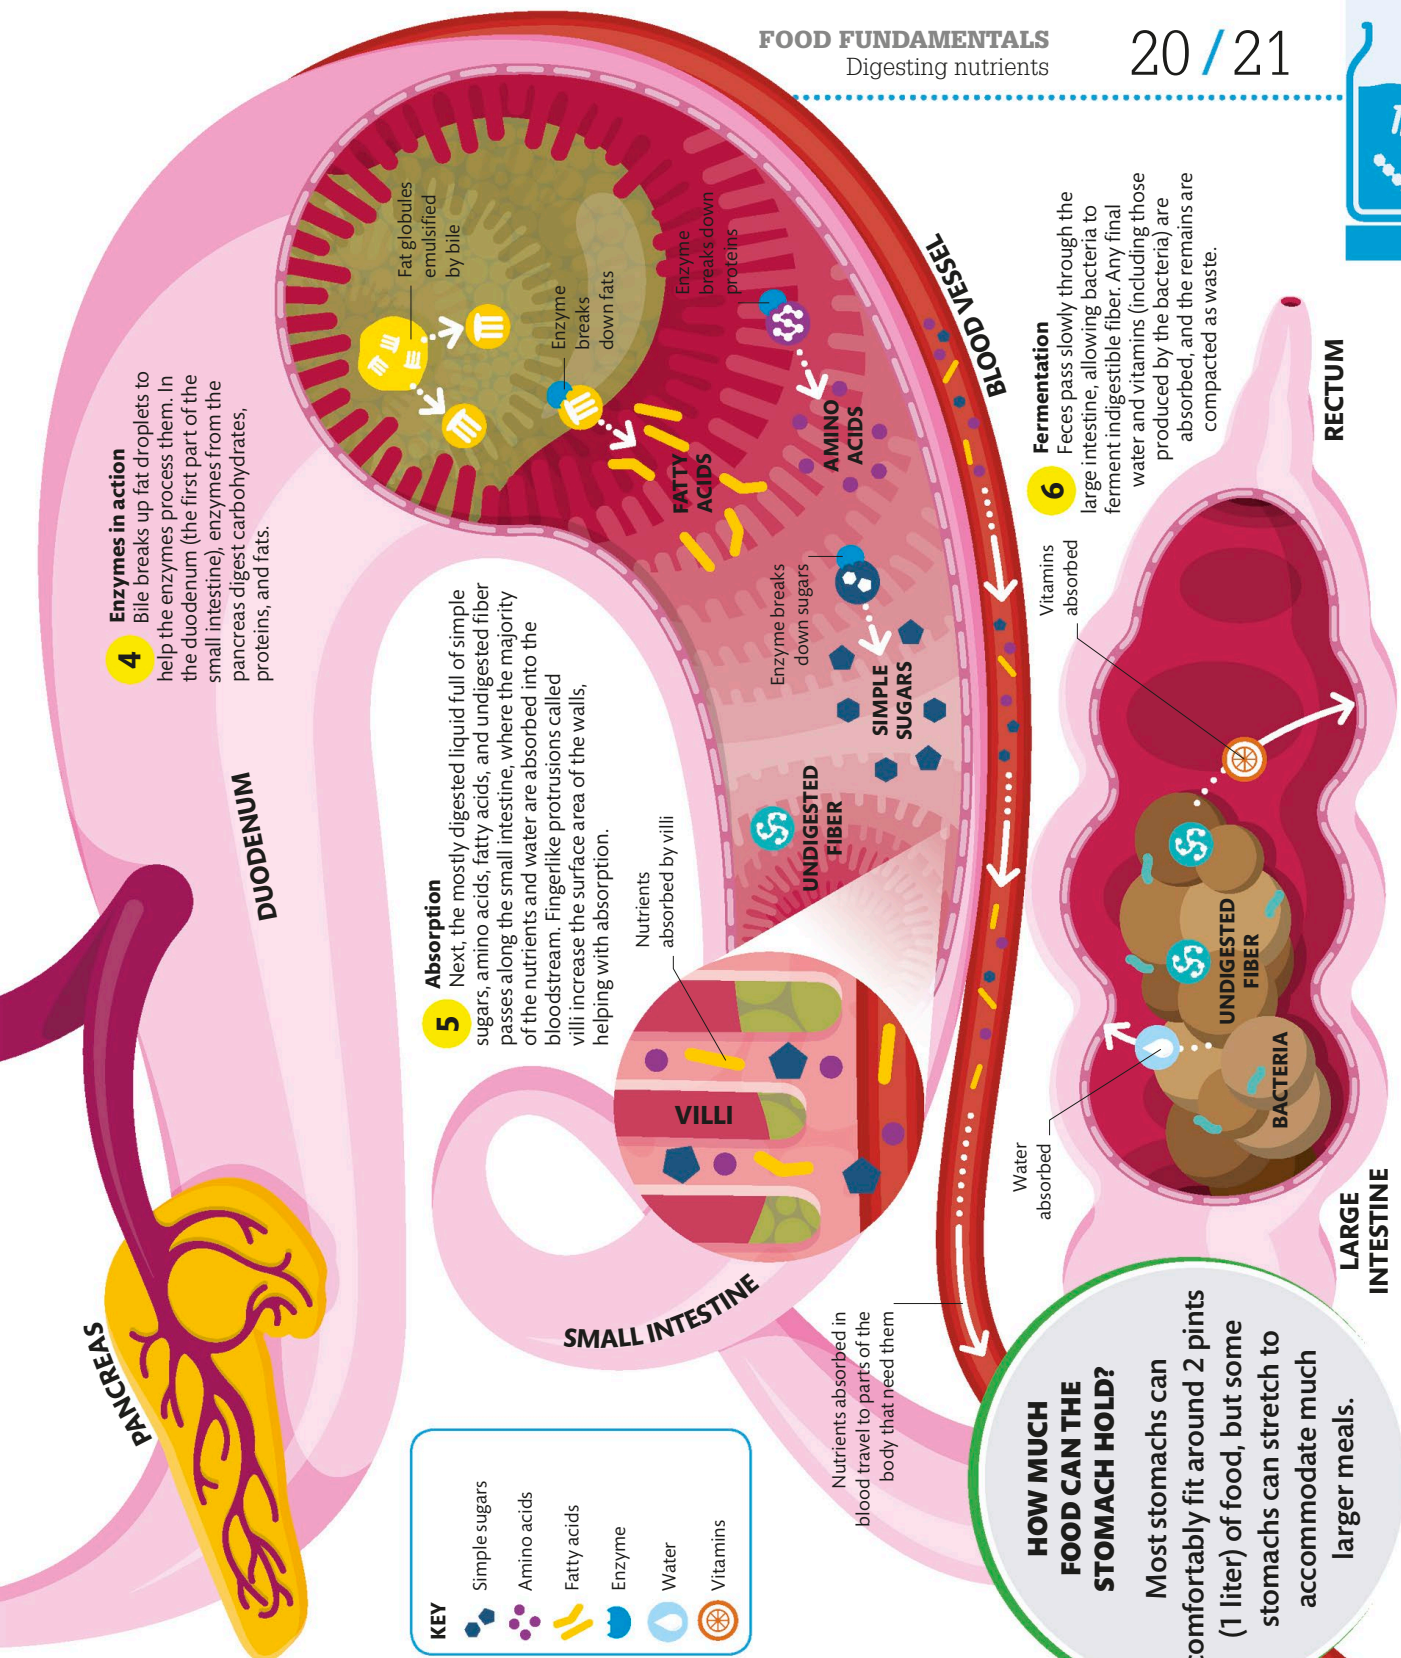 FOOD FUNDAMENTALS
Digesting nutrients
20 / 21
4
Enzymes in action
Bile breaks up fat droplets to
help the enzymes process them. In
the duodenum (the first part of the
small intestine), enzymes from the
pancreas digest carbohydrates,
proteins, and fats.
PANCREAS
DUODENUM
Fat globules
emulsified
by bile
Enzyme
breaks
down fats
Enzyme
breaks down
proteins
FATTY
ACIDS
AMINO
ACIDS
BLOOD VESSEL
5
Absorption
Next, the mostly digested liquid full of simple
sugars, amino acids, fatty acids, and undigested fiber
passes along the small intestine, where the majority
of the nutrients and water are absorbed into the
bloodstream. Fingerlike protrusions called
villi increase the surface area of the walls,
helping with absorption.
Nutrients
absorbed by villi
Enzyme breaks
down sugars
SIMPLE
SUGARS
UNDIGESTED
FIBER
VILLI
SMALL INTESTINE
Nutrients absorbed in
blood travel to parts of the
body that need them
KEY
Simple sugars
Amino acids
Fatty acids
Enzyme
Water
Vitamins
6
Fermentation
Feces pass slowly through the
large intestine, allowing bacteria to
ferment indigestible fiber. Any final
water and vitamins (including those
produced by the bacteria) are
absorbed, and the remains are
compacted as waste.
Vitamins
absorbed
Water
absorbed
UNDIGESTED
FIBER
BACTERIA
RECTUM
LARGE
INTESTINE
HOW MUCH
FOOD CAN THE
STOMACH HOLD?
Most stomachs can
comfortably fit around 2 pints
(1 liter) of food, but some
stomachs can stretch to
accommodate much
larger meals.